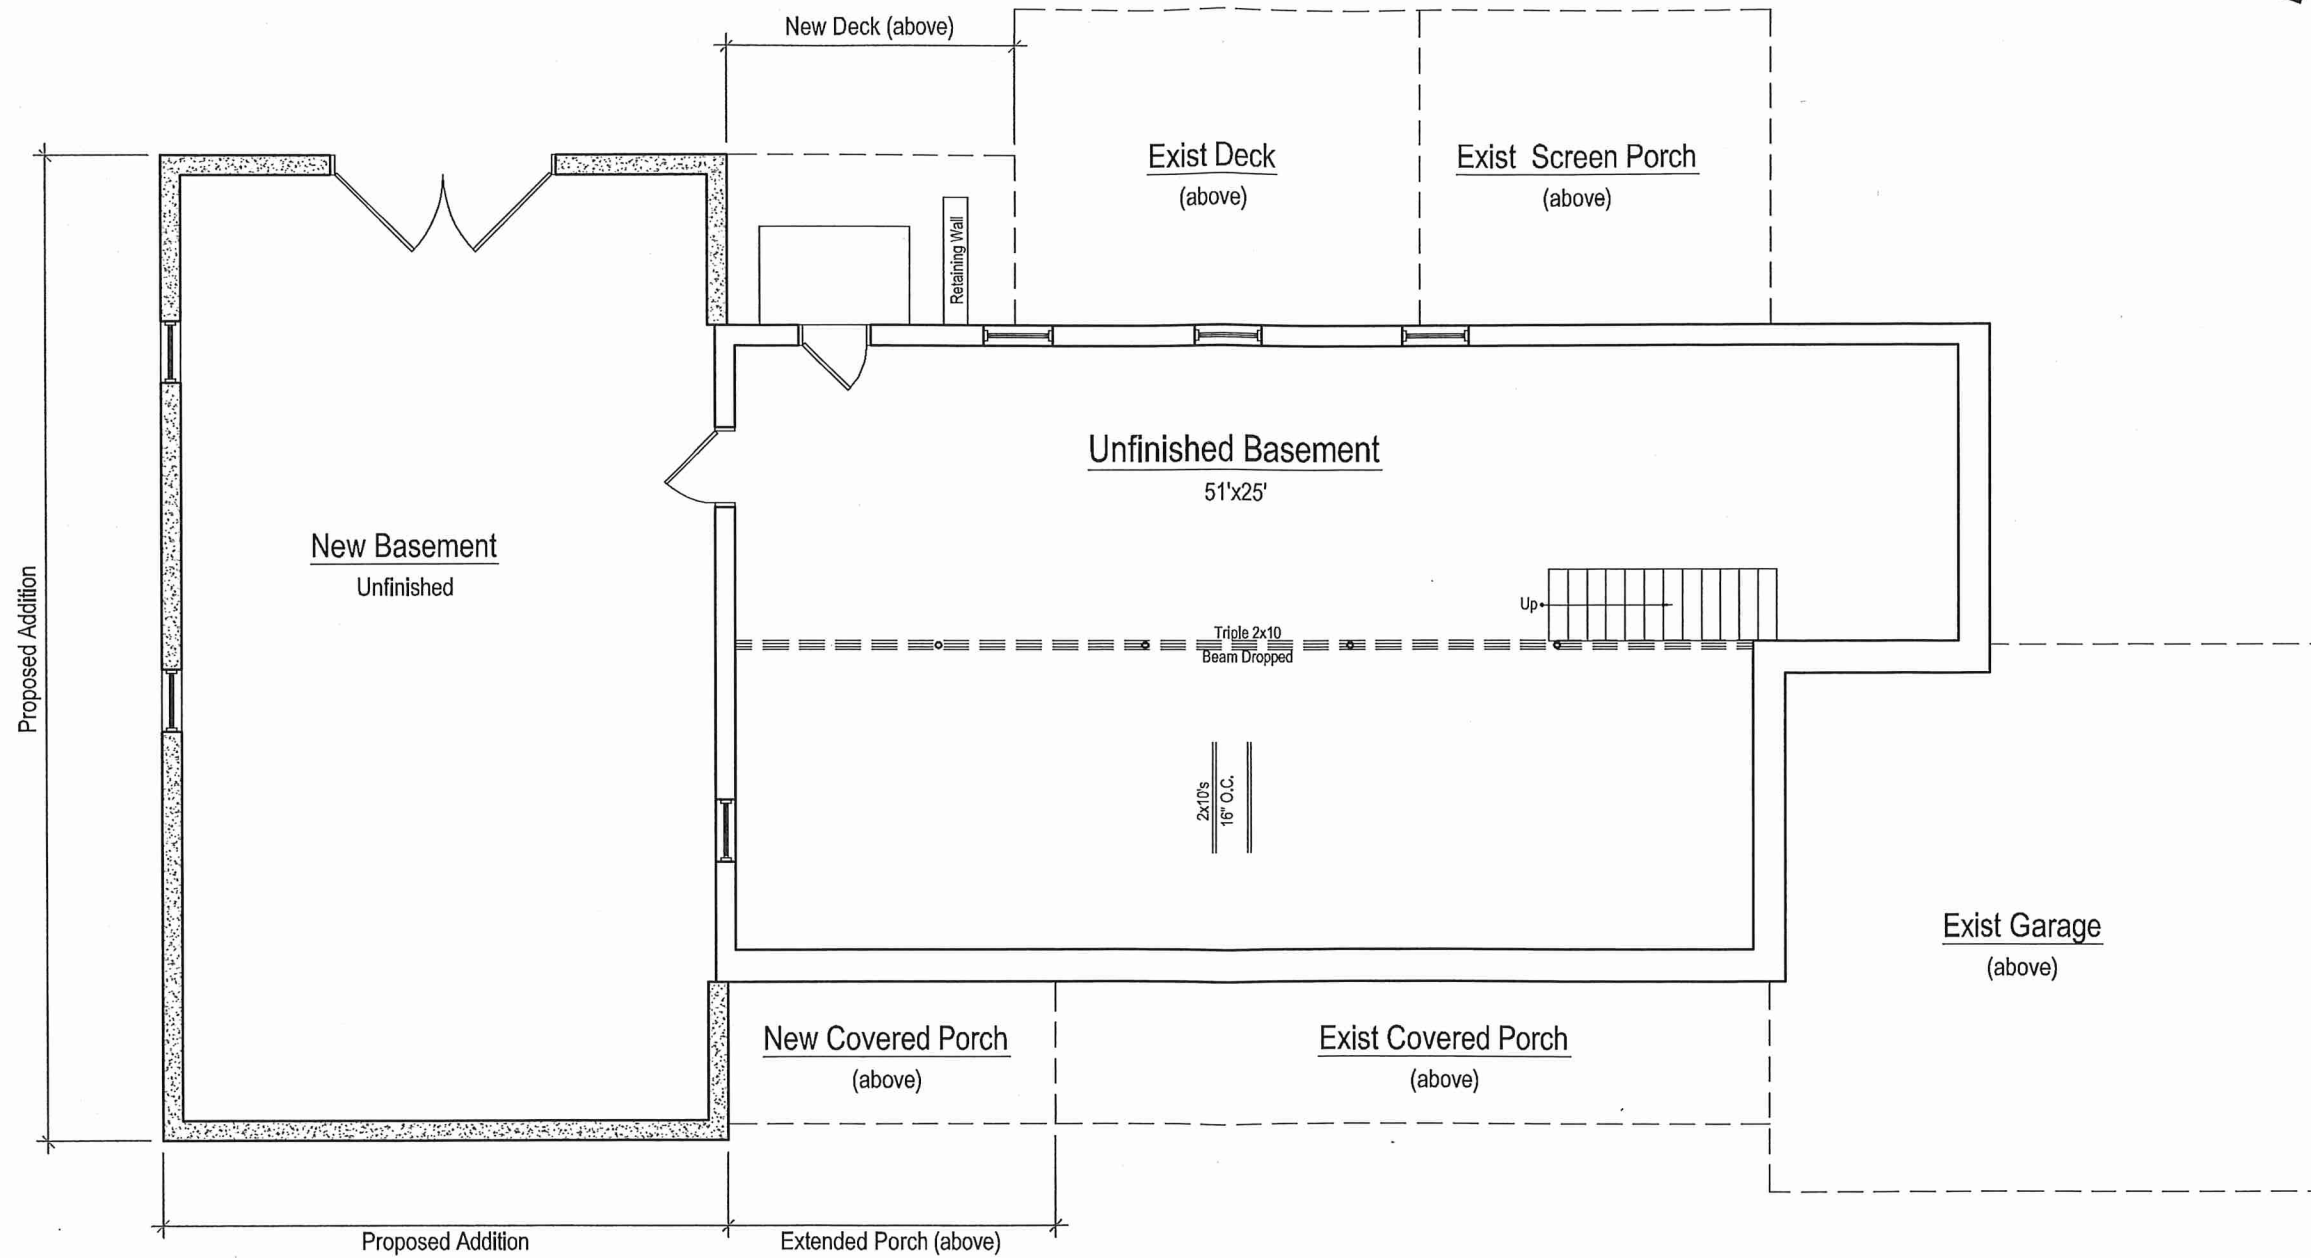 New Deck (above)
Exist Deck
(above)
Exist Screen Porch
(above)
Retaining Wall
Unfinished Basement
51'x25'
New Basement
Unfinished
Proposed Addition
Up
Triple 2x10
Beam Dropped
2x10's
16" O.C.
Exist Garage
(above)
New Covered Porch
(above)
Exist Covered Porch
(above)
Proposed Addition
Extended Porch (above)